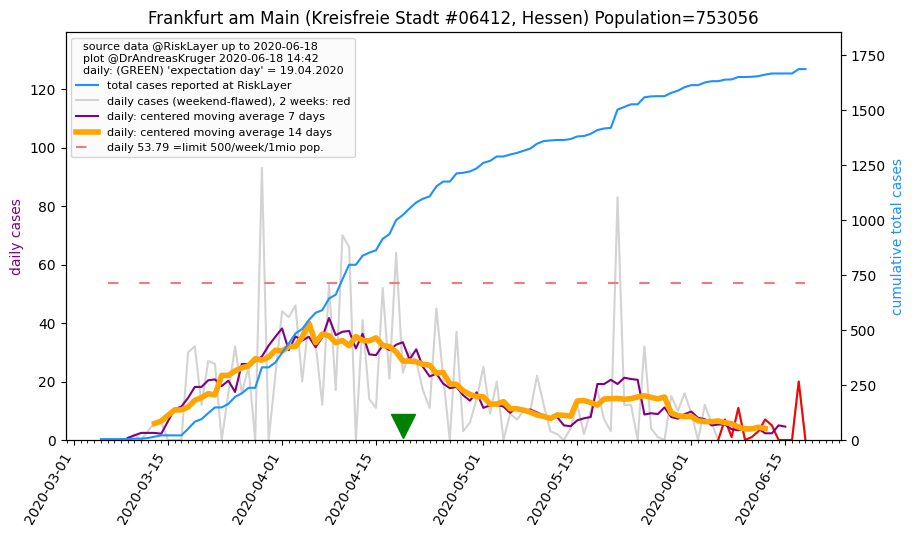 Frankfurt am Main (Kreisfreie Stadt #06412, Hessen) Population=753056
source data @RiskLayer up to 2020-06-18
plot @DrAndreasKruger 2020-06-18 14:42
daily: (GREEN) 'expectation day' = 19.04.2020
total cases reported at RiskLayer
daily cases (weekend-flawed), 2 weeks: red
daily: centered moving average 7 days
daily: centered moving average 14 days
daily 53.79 =limit 500/week/1mio pop.
daily cases
120
100
80
60
40
20
0
1750
1500
1250
1000
750
500
250
0
cumulative total cases
2020-03-01
2020-03-15
2020-04-01
2020-04-15
2020-05-01
2020-05-15
2020-06-01
2020-06-15